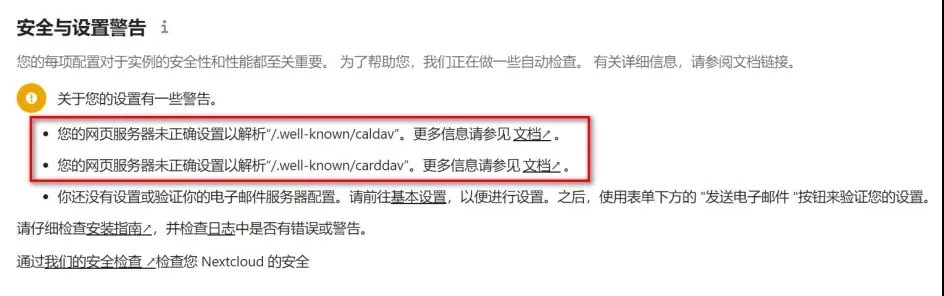 安全与设置警告 i
您的每项配置对于实例的安全性和性能都至关重要。 为了帮助您，我们正在做一些自动检查。 有关详细信息，请参阅文档链接。
关于您的设置有一些警告。
• 您的网页服务器未正确设置以解析“/.well-known/caldav”。更多信息请参见 文档↗。
• 您的网页服务器未正确设置以解析“/.well-known/carddav”。更多信息请参见 文档↗。
• 你还没有设置或验证你的电子邮件服务器配置。请前往基本设置，以便进行设置。之后，使用表单下方的 "发送电子邮件 "按钮来验证您的设置。
请仔细检查安装指南↗，并检查日志中是否有错误或警告。
通过我们的安全检查 ↗检查您 Nextcloud 的安全